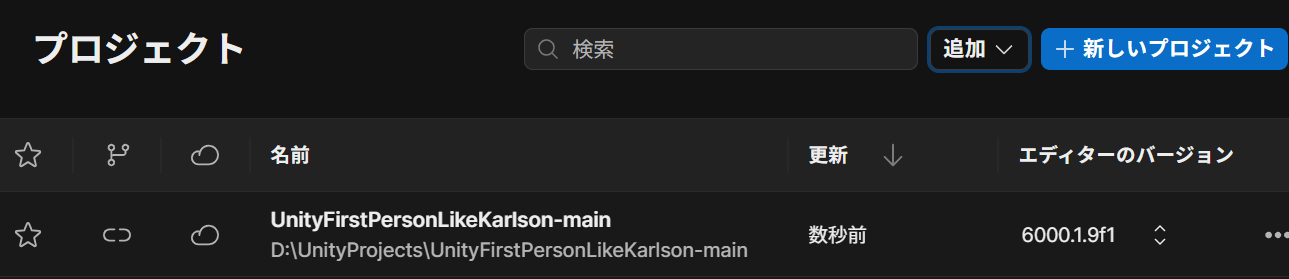 プロジェクト
検索
追加
新しいプロジェクト
名前
更新
エディターのバージョン
UnityFirstPersonLikeKarlson-main
D:\UnityProjects\UnityFirstPersonLikeKarlson-main
数秒前
6000.1.9f1